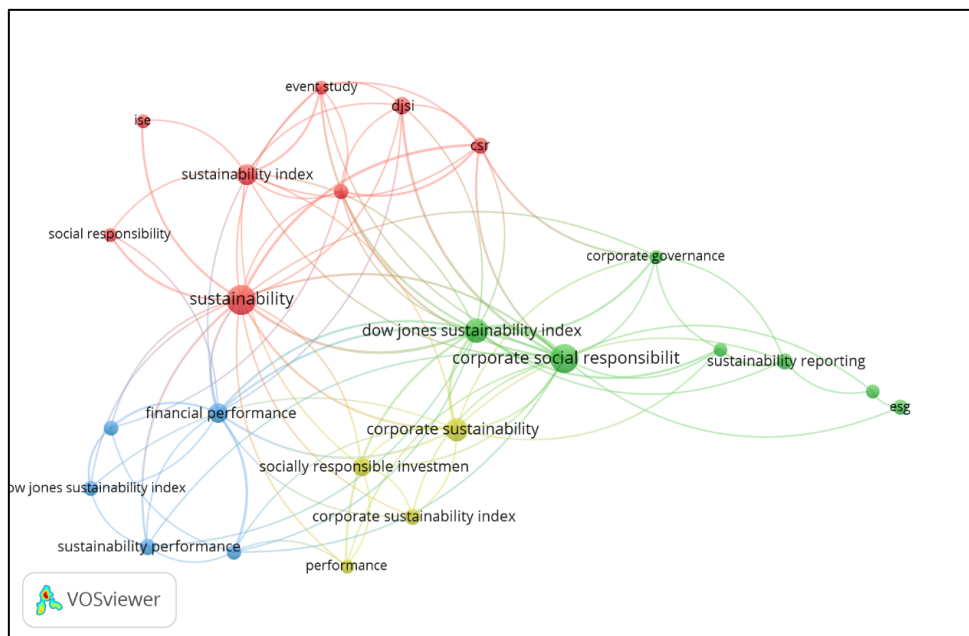 event study
djsi
ise
csr
sustainability index
social responsibility
corporate governance
sustainability
dow jones sustainability index
corporate social responsibilit
sustainability reporting
esg
financial performance
corporate sustainability
socially responsible investmen
ow jones sustainability index
corporate sustainability index
sustainability performance
performance
VOSviewer